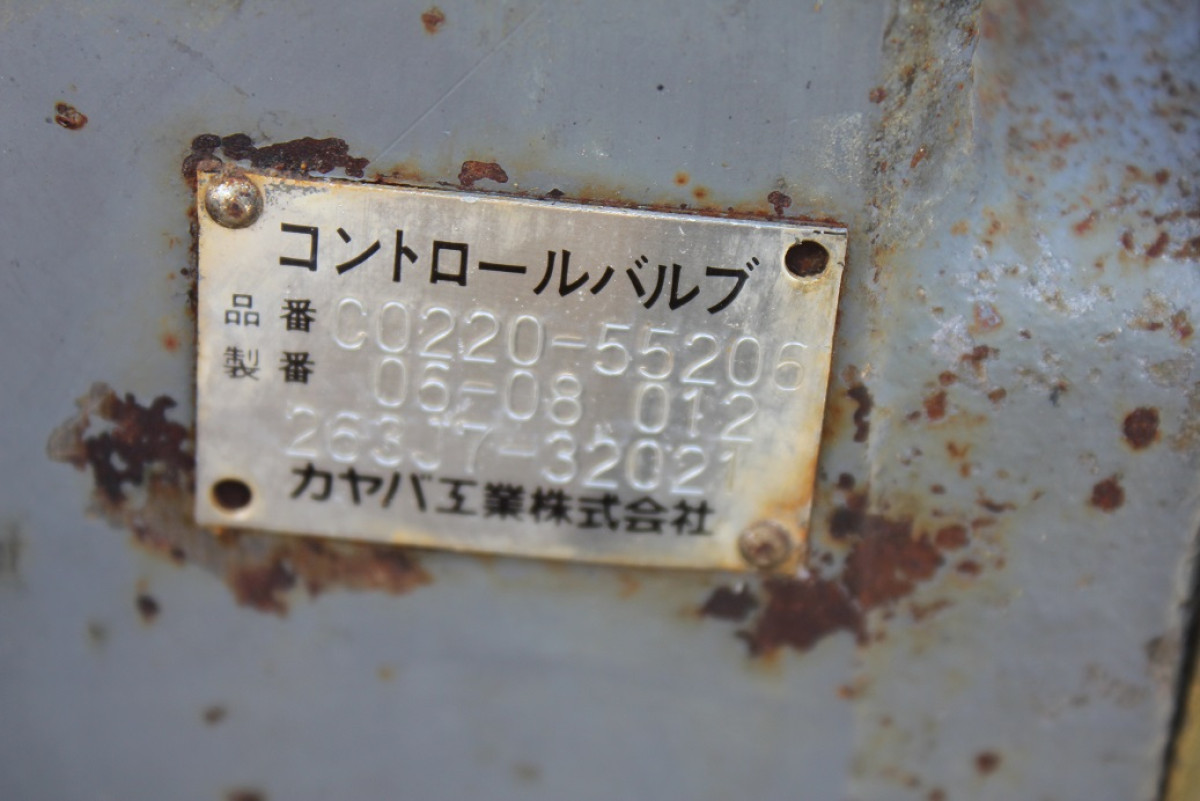 コントロールバルブ
品番 C0220-55206
製番 06-08 012
263J7-32021
カヤバ工業株式会社